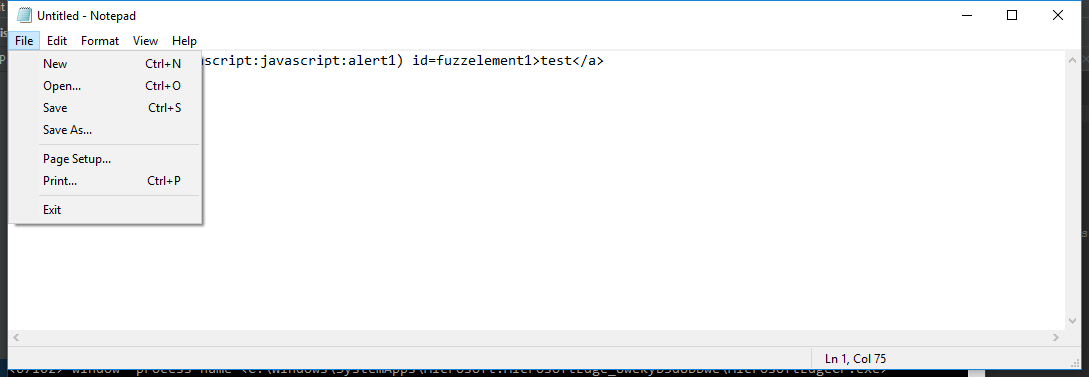 Untitled - Notepad
File Edit Format View Help
script:javascript:alert1) id=fuzzelement1>test</a>
New Ctrl+N
Open... Ctrl+O
Save Ctrl+S
Save As...
Page Setup...
Print... Ctrl+P
Exit
Ln 1, Col 75